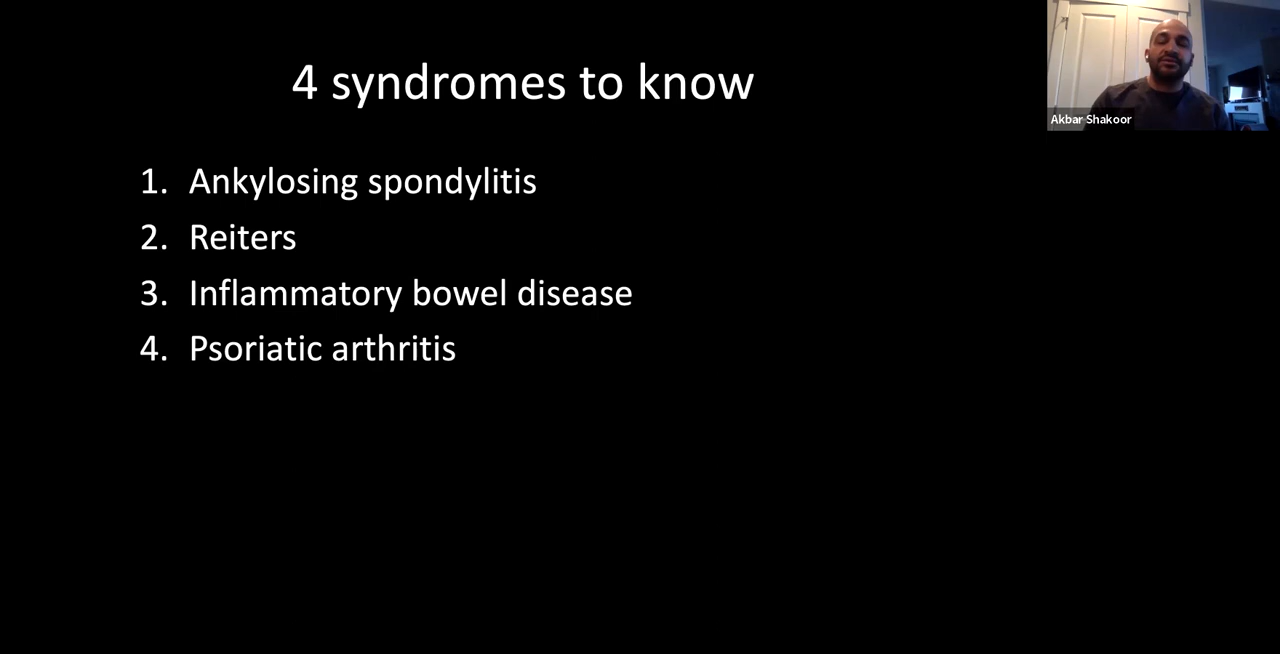 4 syndromes to know
1. Ankylosing spondylitis
2. Reiters
3. Inflammatory bowel disease
4. Psoriatic arthritis
Akbar Shakoor